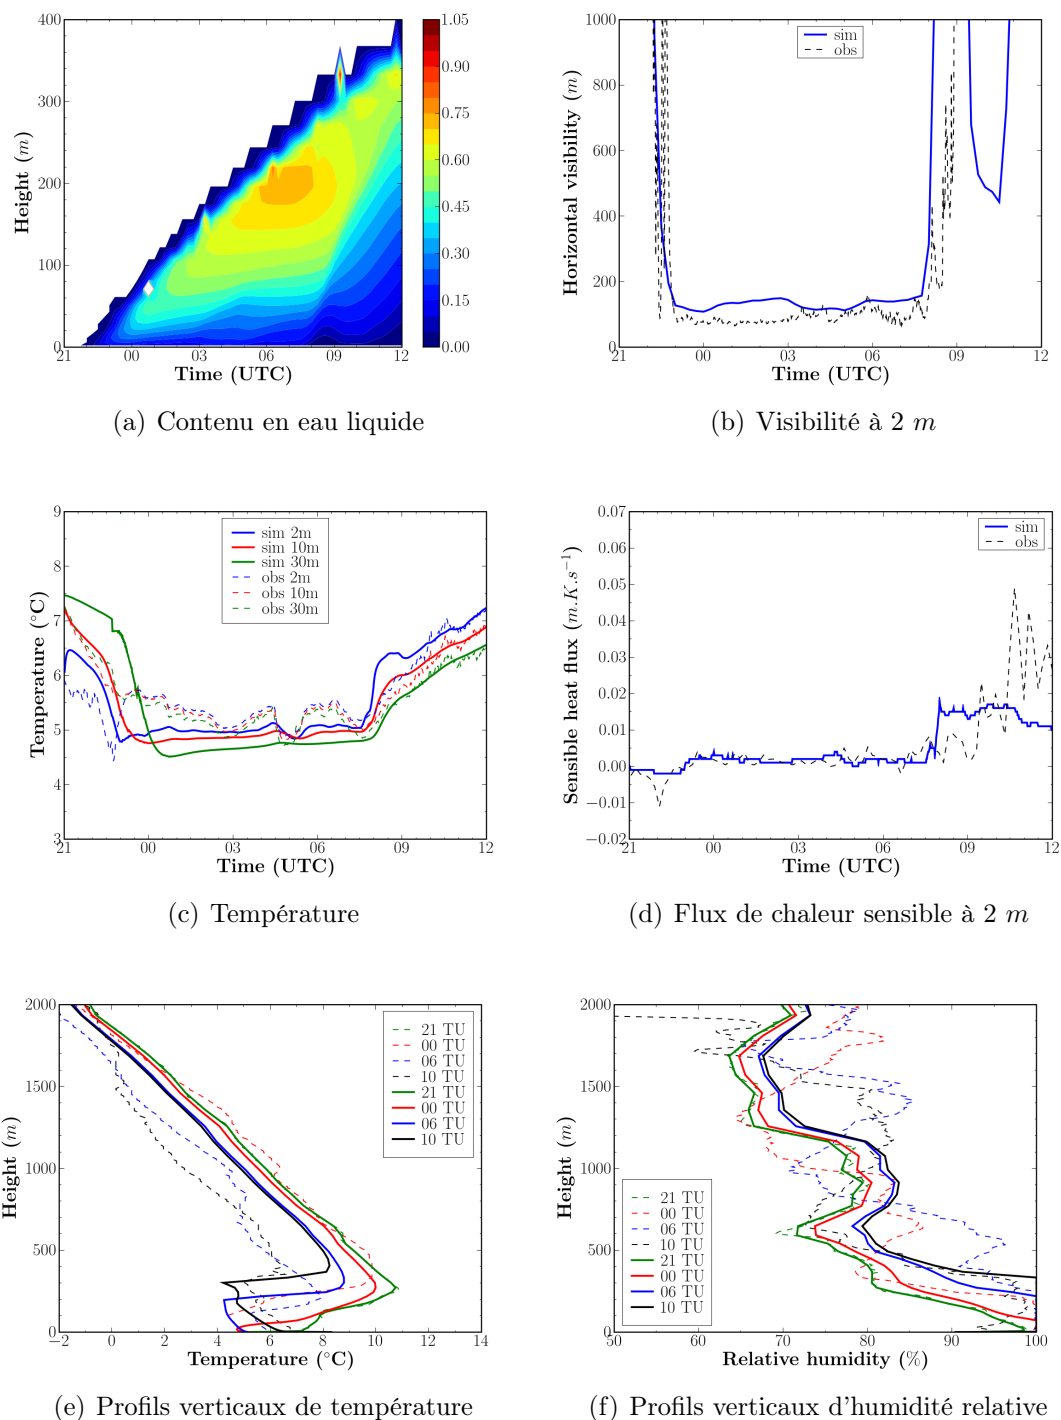 400
300
200
100
0
Height (m)
21 00 03 06 09 12
Time (UTC)
1.05
0.90
0.75
0.60
0.45
0.30
0.15
0.00
(a) Contenu en eau liquide
1000
800
600
400
200
0
Horizontal visibility (m)
sim
obs
21 00 03 06 09 12
Time (UTC)
(b) Visibilité à 2 m
9
8
7
6
5
4
3
Temperature (°C)
sim 2m
sim 10m
sim 30m
obs 2m
obs 10m
obs 30m
21 00 03 06 09 12
Time (UTC)
(c) Température
0.07
0.06
0.05
0.04
0.03
0.02
0.01
0.00
−0.01
−0.02
Sensible heat flux (m.K.s⁻¹)
sim
obs
21 00 03 06 09 12
Time (UTC)
(d) Flux de chaleur sensible à 2 m
2000
1500
1000
500
0
Height (m)
21 TU
00 TU
06 TU
10 TU
21 TU
00 TU
06 TU
10 TU
−2 0 2 4 6 8 10 12 14
Temperature (°C)
(e) Profils verticaux de température
2000
1500
1000
500
0
Height (m)
21 TU
00 TU
06 TU
10 TU
21 TU
00 TU
06 TU
10 TU
50 60 70 80 90 100
Relative humidity (%)
(f) Profils verticaux d'humidité relative